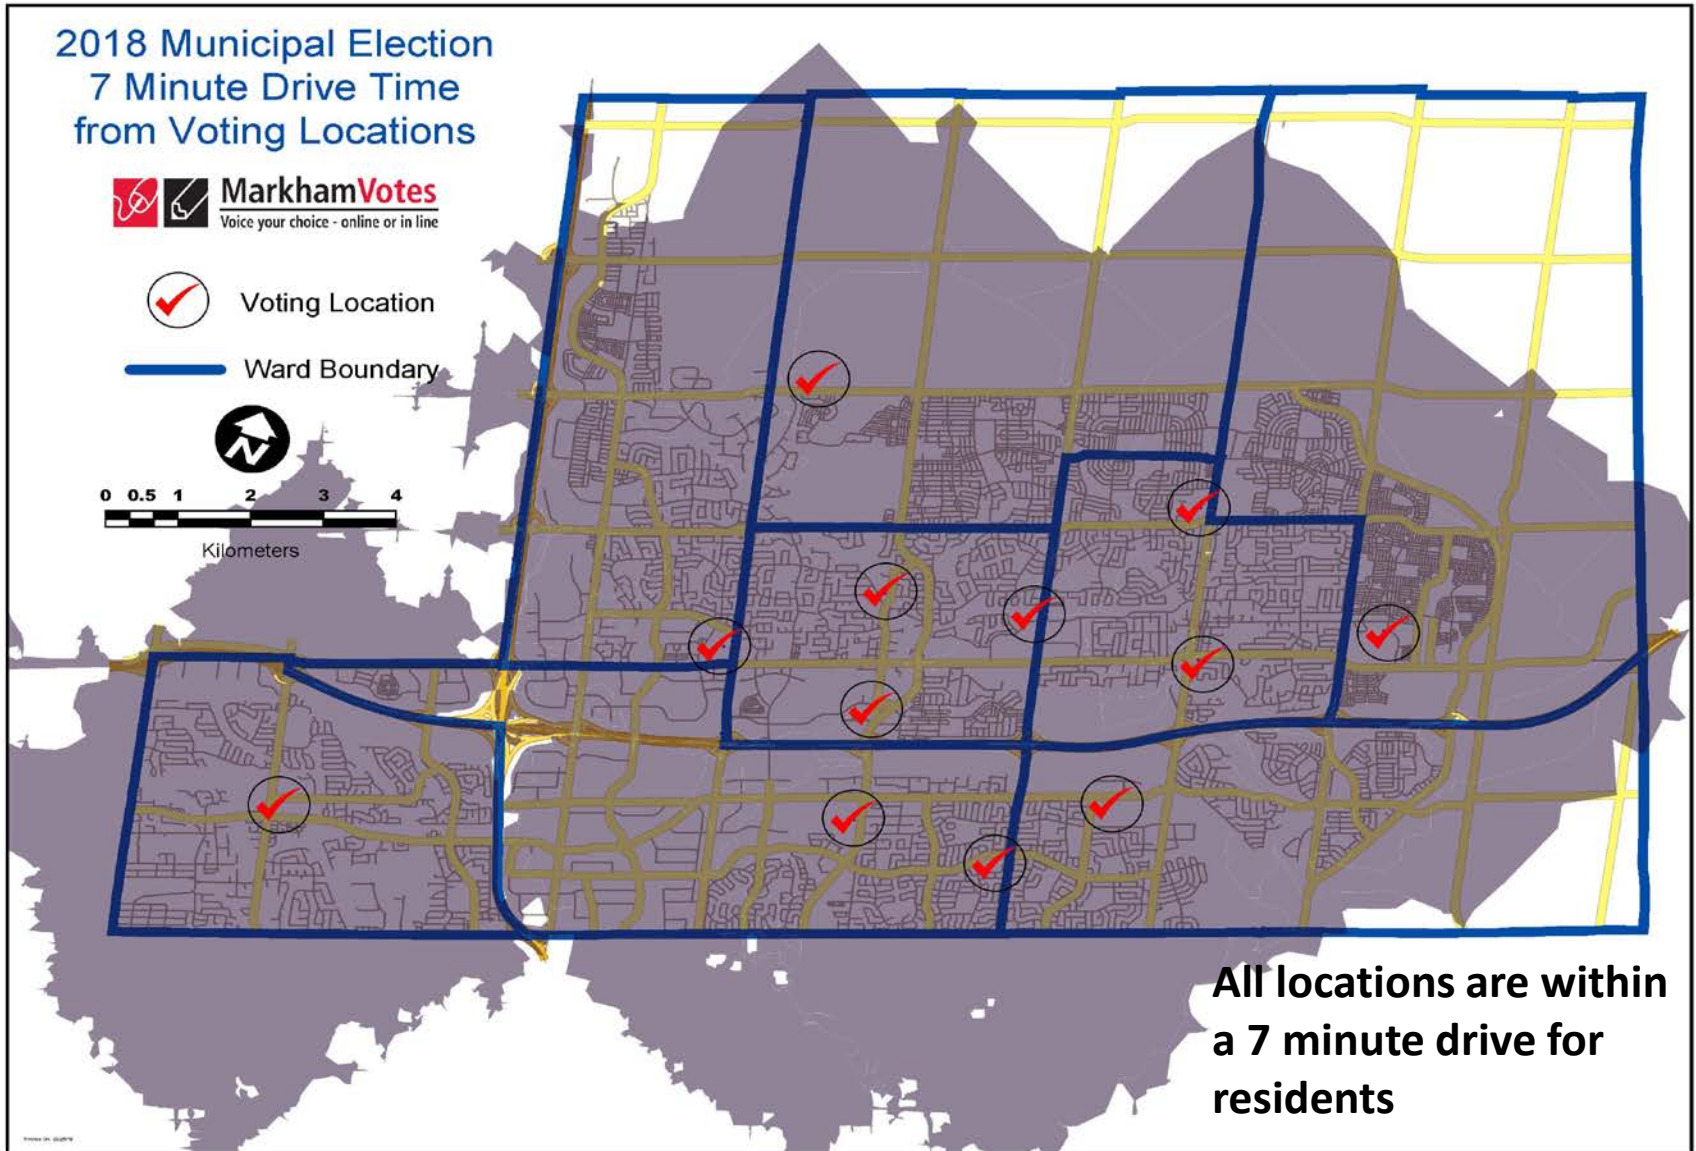 2018 Municipal Election
7 Minute Drive Time
from Voting Locations
MarkhamVotes
Voice your choice - online or in line
Voting Location
Ward Boundary
N
0 0.5 1 2 3 4
Kilometers
All locations are within
a 7 minute drive for
residents